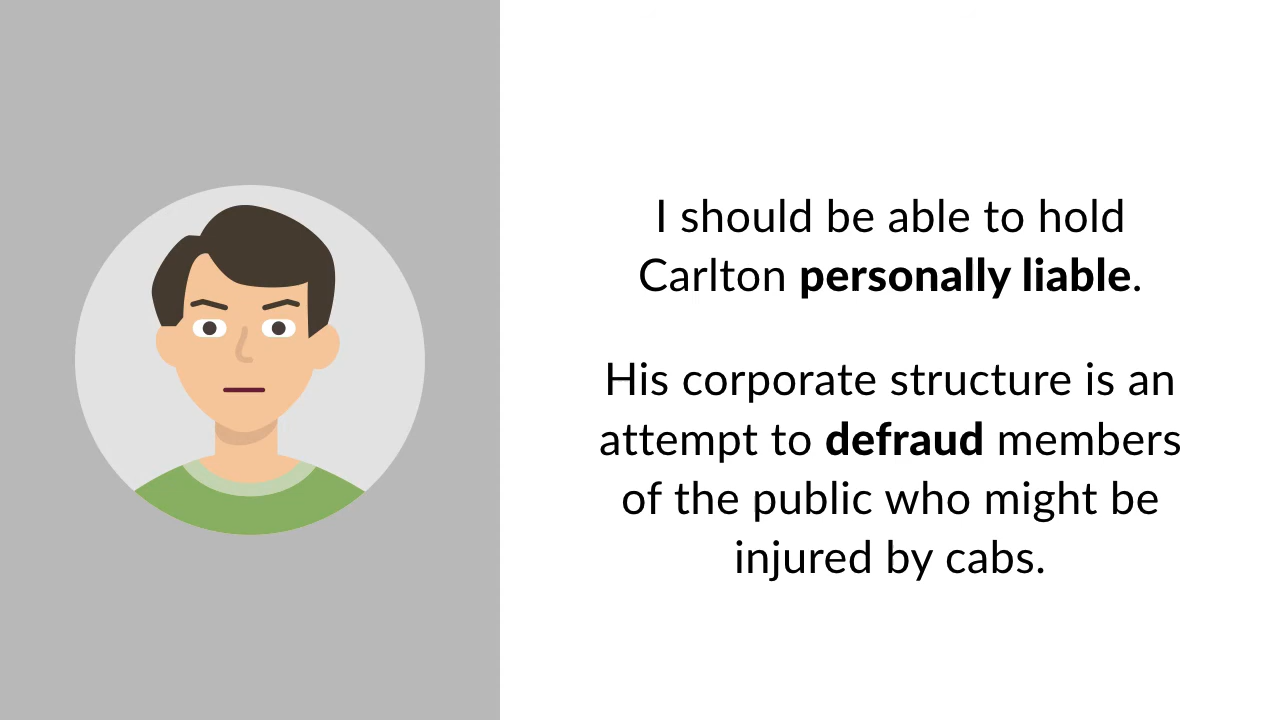 I should be able to hold
Carlton personally liable.
His corporate structure is an
attempt to defraud members
of the public who might be
injured by cabs.